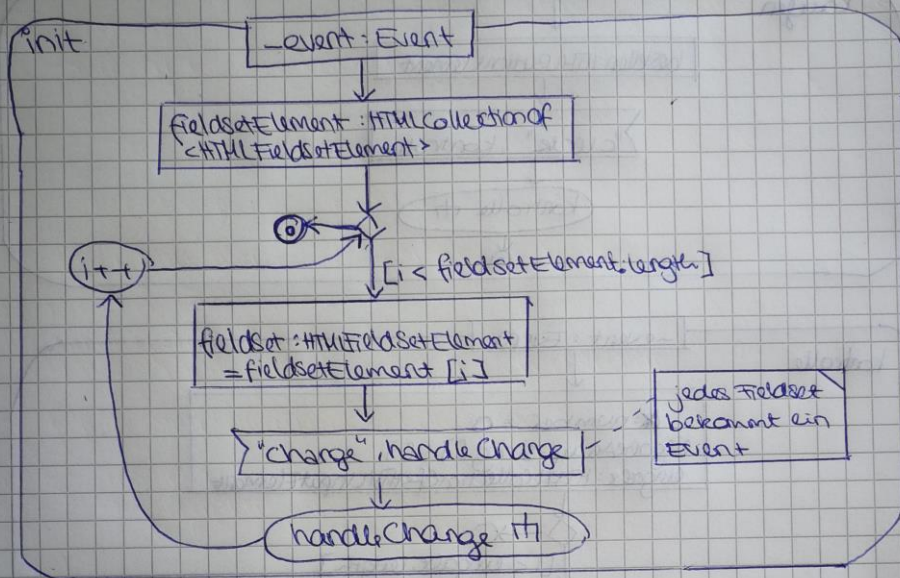 init
_event: Event
fieldsetElement: HTMLCollectionOf
<HTMLFieldsetElement>
i++
[i < fieldsetElement.length]
fieldset: HTMLFieldSetElement
= fieldsetElement [i]
"change", handleChange
jedes Fieldset
bekommt ein
Event
handleChange